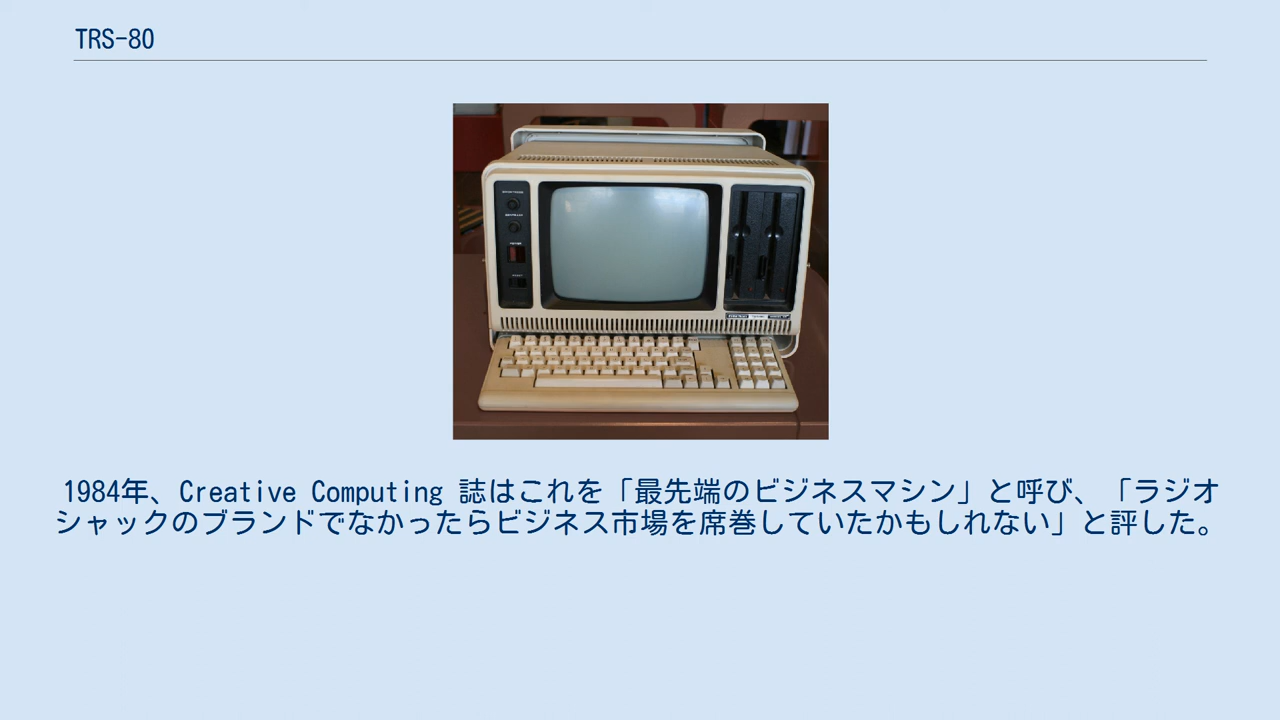 TRS-80
1984年、Creative Computing 誌はこれを「最先端のビジネスマシン」と呼び、「ラジオ
シャックのブランドでなかったらビジネス市場を席巻していたかもしれない」と評した。